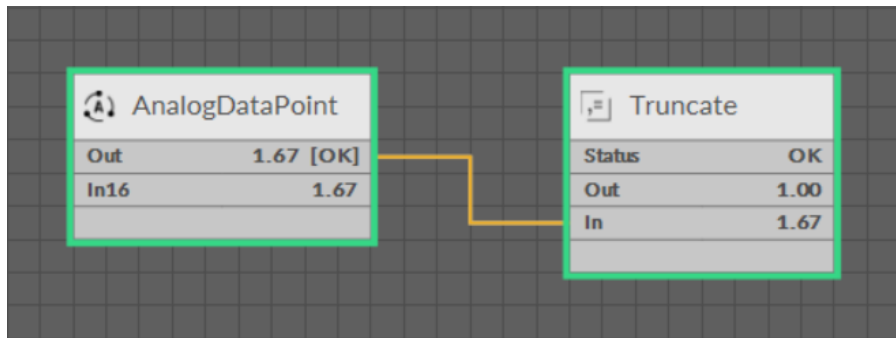 AnalogDataPoint
Out 1.67 [OK]
In16 1.67
Truncate
Status OK
Out 1.00
In 1.67